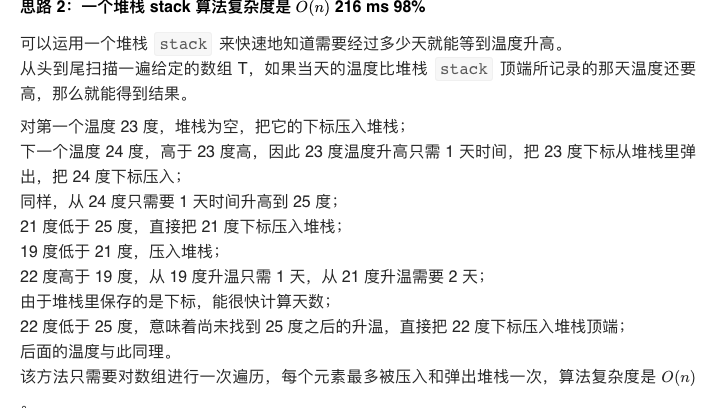 思路 2：一个堆栈 stack 算法复杂度是 O(n) 216 ms 98%
可以运用一个堆栈 stack 来快速地知道需要经过多少天就能等到温度升高。
从头到尾扫描一遍给定的数组 T，如果当天的温度比堆栈 stack 顶端所记录的那天温度还要
高，那么就能得到结果。
对第一个温度 23 度，堆栈为空，把它的下标压入堆栈；
下一个温度 24 度，高于 23 度高，因此 23 度温度升高只需 1 天时间，把 23 度下标从堆栈里弹
出，把 24 度下标压入；
同样，从 24 度只需要 1 天时间升高到 25 度；
21 度低于 25 度，直接把 21 度下标压入堆栈；
19 度低于 21 度，压入堆栈；
22 度高于 19 度，从 19 度升温只需 1 天，从 21 度升温需要 2 天；
由于堆栈里保存的是下标，能很快计算天数；
22 度低于 25 度，意味着尚未找到 25 度之后的升温，直接把 22 度下标压入堆栈顶端；
后面的温度与此同理。
该方法只需要对数组进行一次遍历，每个元素最多被压入和弹出堆栈一次，算法复杂度是 O(n)
。